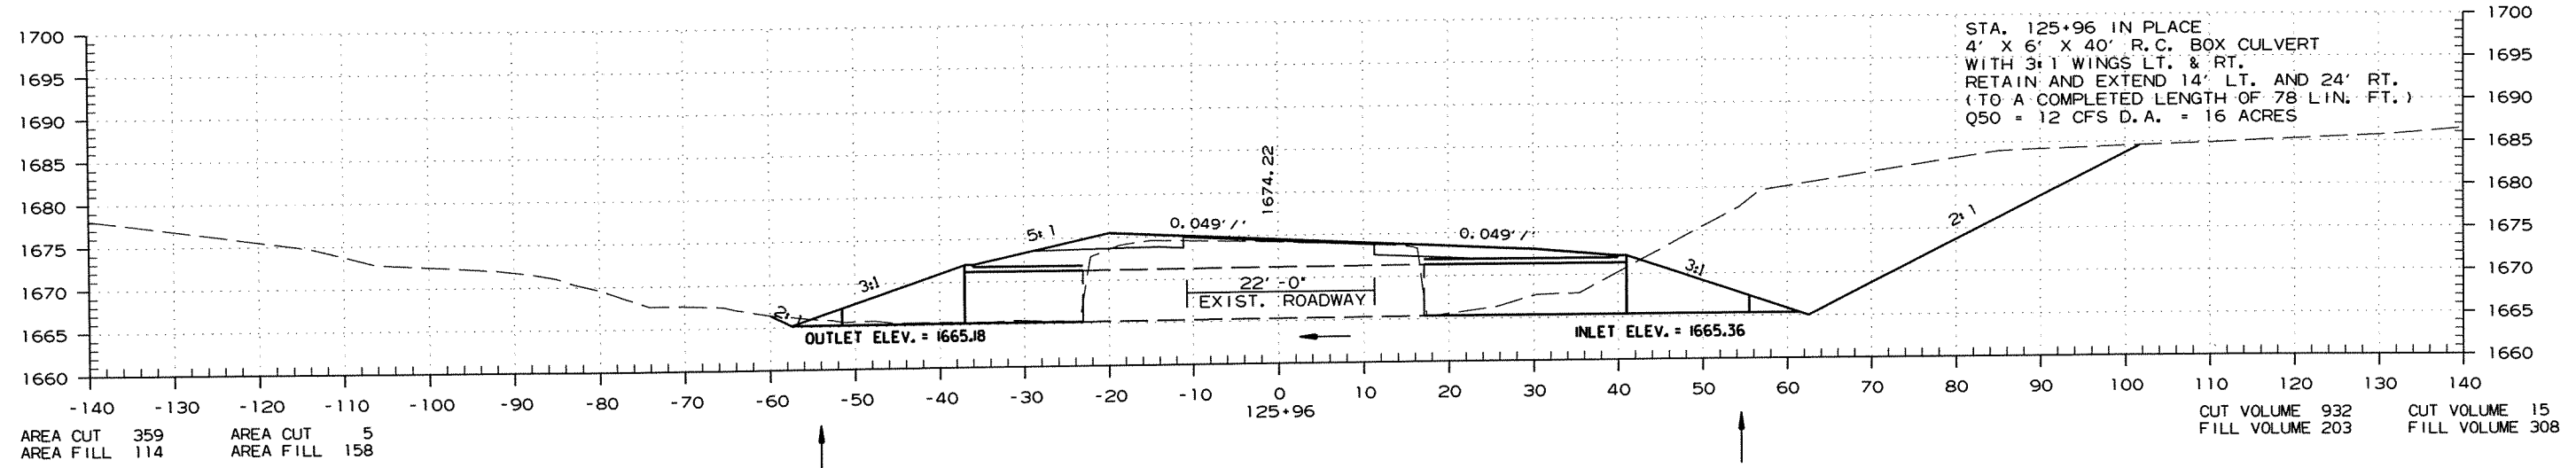 STA. 125+96 IN PLACE
4' X 6' X 40' R.C. BOX CULVERT
WITH 3:1 WINGS LT. & RT.
RETAIN AND EXTEND 14' LT. AND 24' RT.
(TO A COMPLETED LENGTH OF 78 LIN. FT.)
Q50 = 12 CFS D.A. = 16 ACRES
1700
1695
1690
1685
1680
1675
1670
1665
1660
1700
1695
1690
1685
1680
1675
1670
1665
1660
1674.22
5:1
0.049'/'
0.049'/'
2:1
3:1
3:1
2:1
22'-0"
EXIST. ROADWAY
OUTLET ELEV. = 1665.18
INLET ELEV. = 1665.36
-140 -130 -120 -110 -100 -90 -80 -70 -60 -50 -40 -30 -20 -10 0 10 20 30 40 50 60 70 80 90 100 110 120 130 140
125+96
AREA CUT 359 AREA CUT 5
AREA FILL 114 AREA FILL 158
CUT VOLUME 932 CUT VOLUME 15
FILL VOLUME 203 FILL VOLUME 308